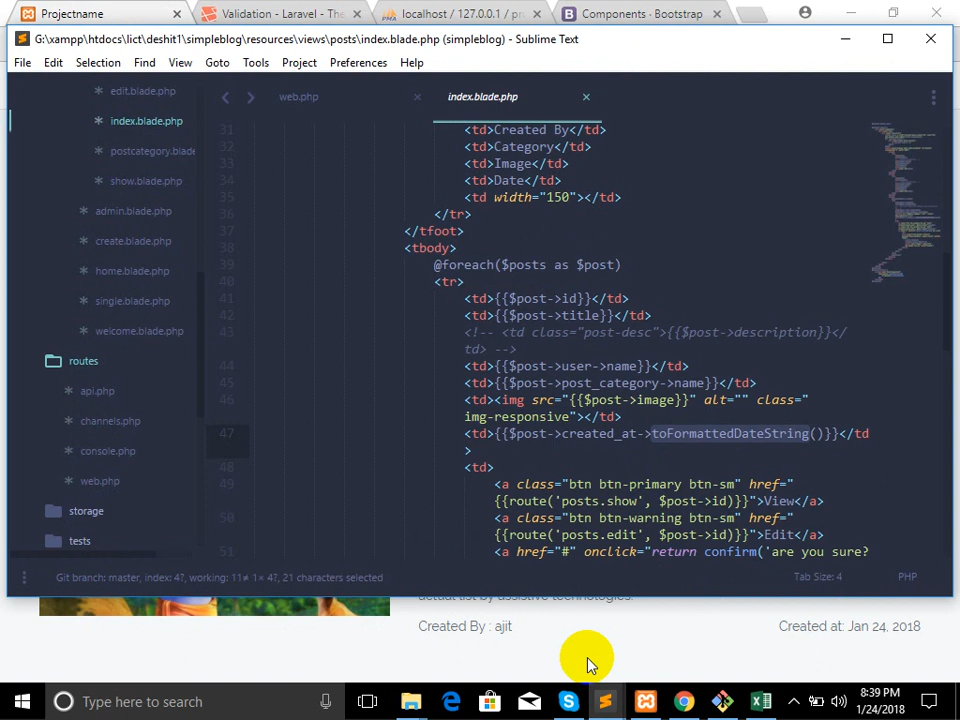 Projectname
Validation - Laravel - The
localhost / 127.0.0.1 / pr
Components · Bootstrap
G:\xampp\htdocs\lict\deshit1\simpleblog\resources\views\posts\index.blade.php (simpleblog) - Sublime Text
File Edit Selection Find View Goto Tools Project Preferences Help
web.php
index.blade.php
edit.blade.php
index.blade.php
postcategory.blade
show.blade.php
admin.blade.php
create.blade.php
home.blade.php
single.blade.php
welcome.blade.php
routes
api.php
channels.php
console.php
web.php
storage
tests
31 <td>Created By</td>
32 <td>Category</td>
33 <td>Image</td>
34 <td>Date</td>
35 <td width="150"></td>
36 </tr>
37 </tfoot>
38 <tbody>
39 @foreach($posts as $post)
40 <tr>
41 <td>{{$post->id}}</td>
42 <td>{{$post->title}}</td>
43 <!-- <td class="post-desc">{{$post->description}}</
td> -->
44 <td>{{$post->user->name}}</td>
45 <td>{{$post->post_category->name}}</td>
46 <td><img src="{{$post->image}}" alt="" class="
img-responsive"></td>
47 <td>{{$post->created_at->toFormattedDateString()}}</td
>
48 <td>
49 <a class="btn btn-primary btn-sm" href="
{{route('posts.show', $post->id)}}">View</a>
50 <a class="btn btn-warning btn-sm" href="
{{route('posts.edit', $post->id)}}">Edit</a>
51 <a href="#" onclick="return confirm('are you sure?
Git branch: master, index: 4?, working: 11≠ 1× 4?, 21 characters selected
Tab Size: 4
PHP
actual list by assistive technologies.
Created By : ajit
Created at: Jan 24, 2018
Type here to search
8:39 PM
1/24/2018